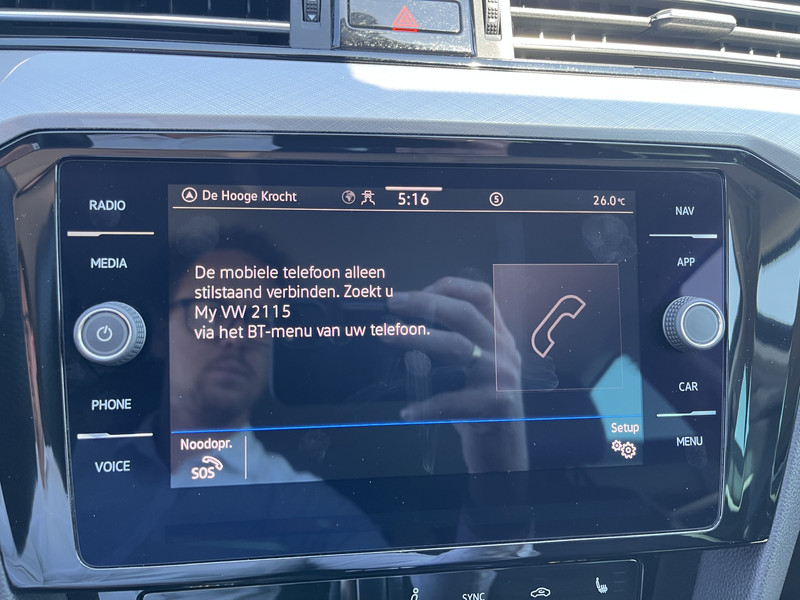 RADIO
MEDIA
PHONE
VOICE
De Hooge Krocht
5:16
5
26.0°C
De mobiele telefoon alleen
stilstaand verbinden. Zoekt u
My VW 2115
via het BT-menu van uw telefoon.
Noodopr.
SOS
Setup
NAV
APP
CAR
MENU
SYNC